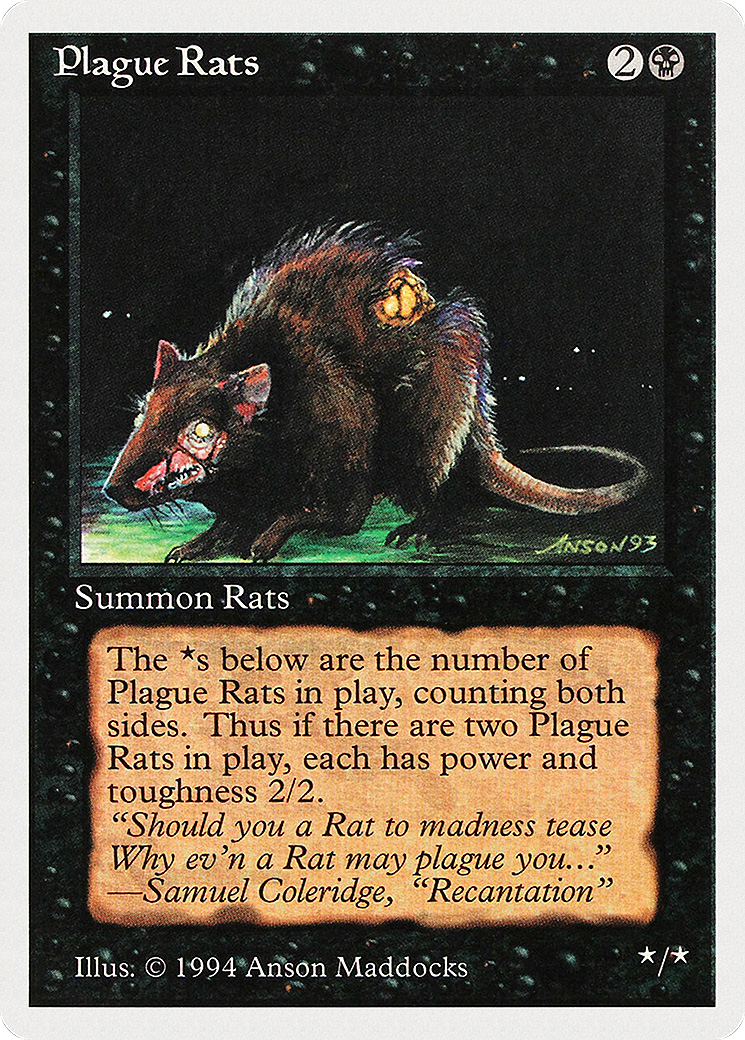 Plague Rats 2
ANSON93
Summon Rats
The ★s below are the number of
Plague Rats in play, counting both
sides. Thus if there are two Plague
Rats in play, each has power and
toughness 2/2.
“Should you a Rat to madness tease
Why ev’n a Rat may plague you…”
—Samuel Coleridge, “Recantation”
Illus: © 1994 Anson Maddocks ★/★